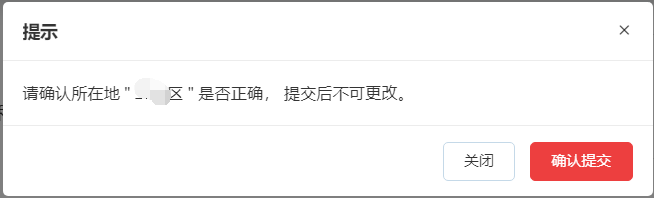 提示
请确认所在地 " 区 " 是否正确， 提交后不可更改。
关闭
确认提交